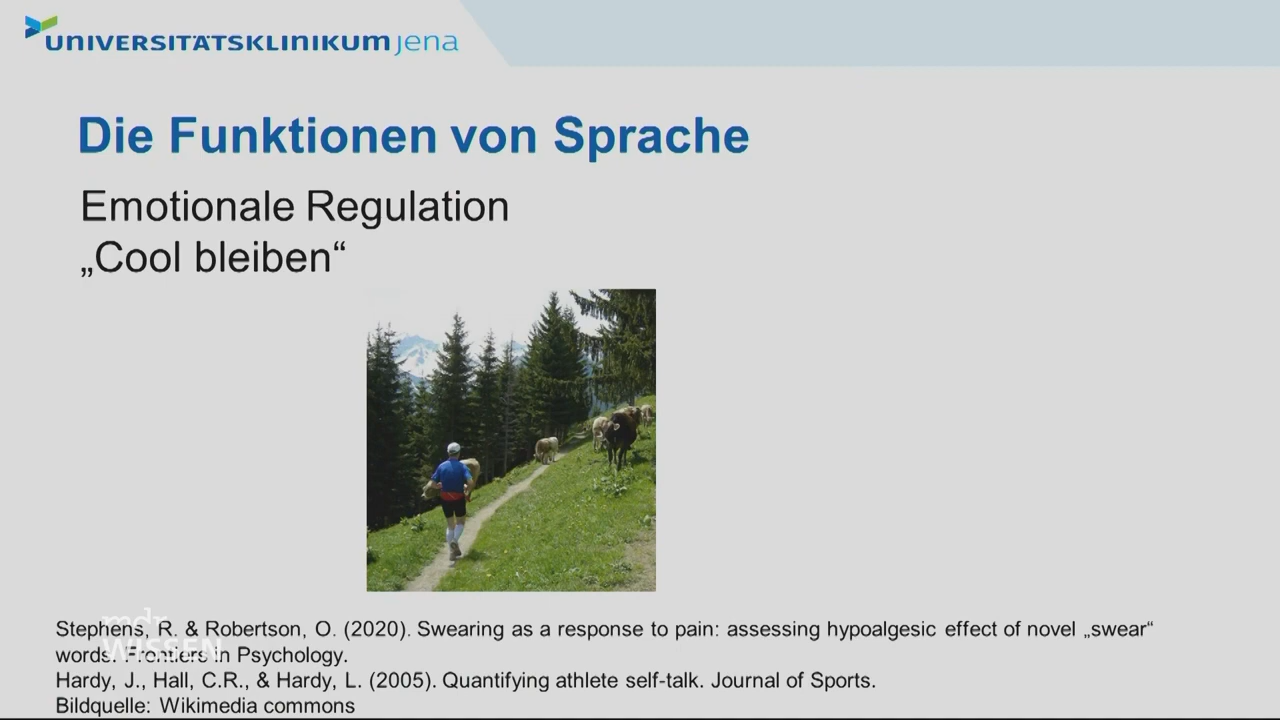 UNIVERSITÄTSKLINIKUM jena
Die Funktionen von Sprache
Emotionale Regulation
„Cool bleiben“
Stephens, R. & Robertson, O. (2020). Swearing as a response to pain: assessing hypoalgesic effect of novel „swear“
words. Frontiers in Psychology.
Hardy, J., Hall, C.R., & Hardy, L. (2005). Quantifying athlete self-talk. Journal of Sports.
Bildquelle: Wikimedia commons
mdr
WISSEN